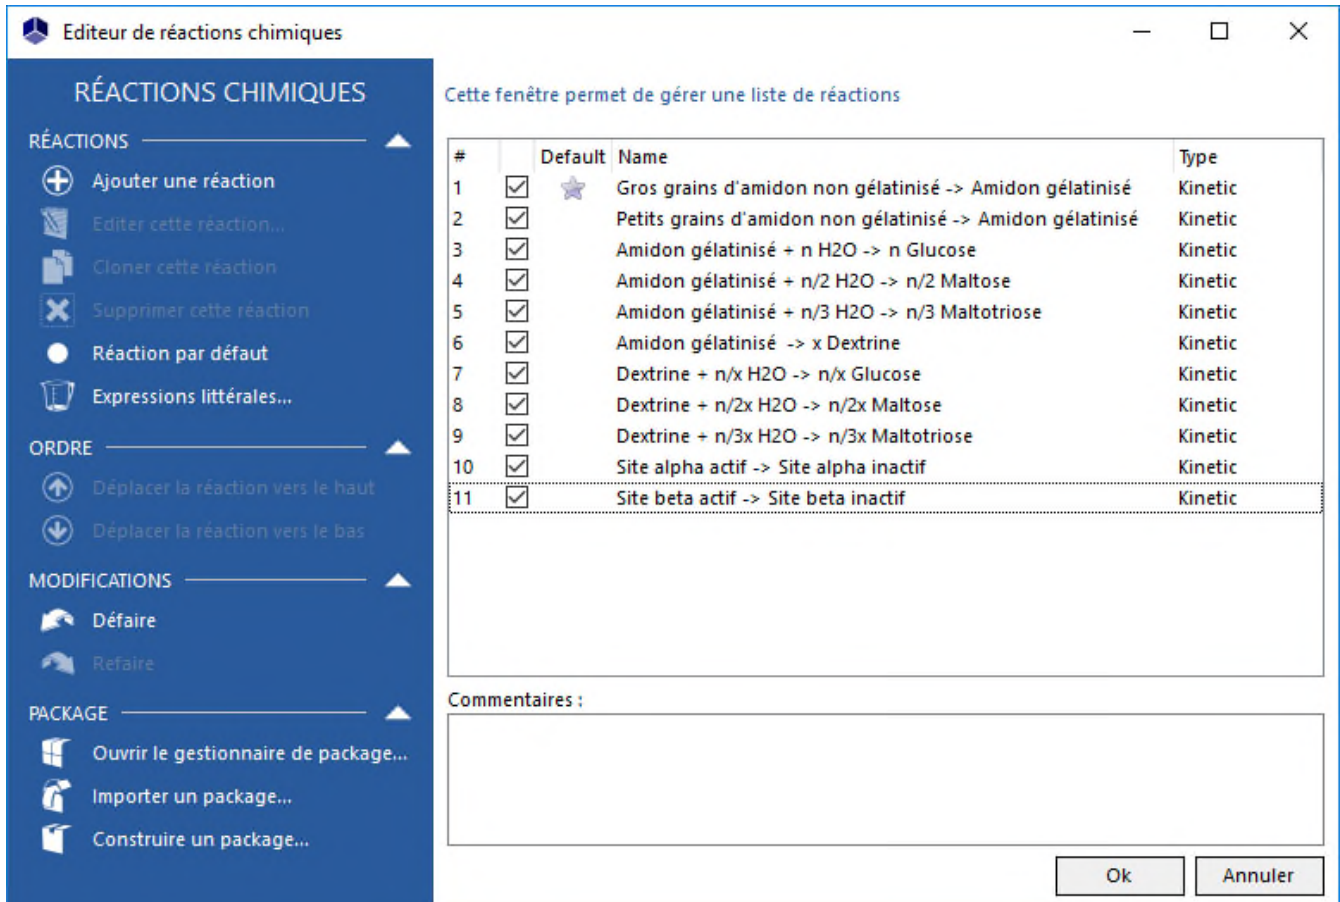 Editeur de réactions chimiques
RÉACTIONS CHIMIQUES
RÉACTIONS
Ajouter une réaction
Editer cette réaction...
Cloner cette réaction
Supprimer cette réaction
Réaction par défaut
Expressions littérales...
ORDRE
Déplacer la réaction vers le haut
Déplacer la réaction vers le bas
MODIFICATIONS
Défaire
Refaire
PACKAGE
Ouvrir le gestionnaire de package...
Importer un package...
Construire un package...
Cette fenêtre permet de gérer une liste de réactions
# Default Name Type
1 Gros grains d'amidon non gélatinisé -> Amidon gélatinisé Kinetic
2 Petits grains d'amidon non gélatinisé -> Amidon gélatinisé Kinetic
3 Amidon gélatinisé + n H2O -> n Glucose Kinetic
4 Amidon gélatinisé + n/2 H2O -> n/2 Maltose Kinetic
5 Amidon gélatinisé + n/3 H2O -> n/3 Maltotriose Kinetic
6 Amidon gélatinisé -> x Dextrine Kinetic
7 Dextrine + n/x H2O -> n/x Glucose Kinetic
8 Dextrine + n/2x H2O -> n/2x Maltose Kinetic
9 Dextrine + n/3x H2O -> n/3x Maltotriose Kinetic
10 Site alpha actif -> Site alpha inactif Kinetic
11 Site beta actif -> Site beta inactif Kinetic
Commentaires :
Ok Annuler